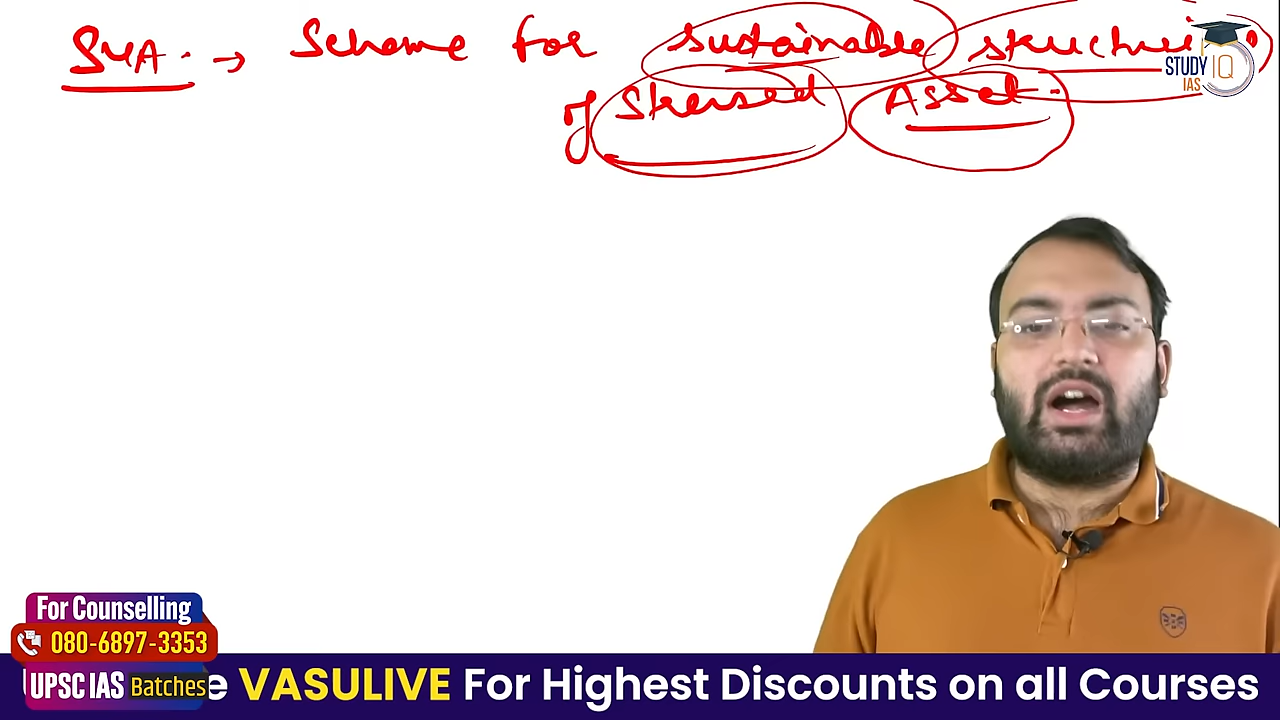 S4A. → Scheme for sustainable
of Stressed Asset.
STUDY IQ
IAS
For Counselling
080-6897-3353
UPSC IAS Batches
e VASULIVE For Highest Discounts on all Courses